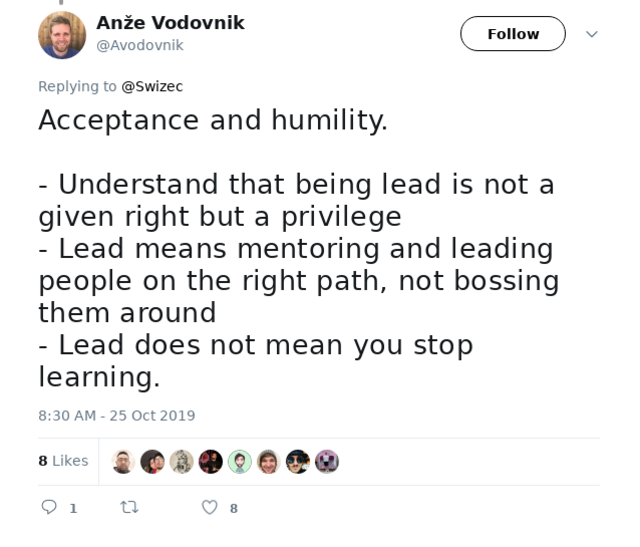 Anže Vodovnik
@Avodovnik
Follow
Replying to @Swizec
Acceptance and humility.
- Understand that being lead is not a
given right but a privilege
- Lead means mentoring and leading
people on the right path, not bossing
them around
- Lead does not mean you stop
learning.
8:30 AM - 25 Oct 2019
8 Likes
1
8